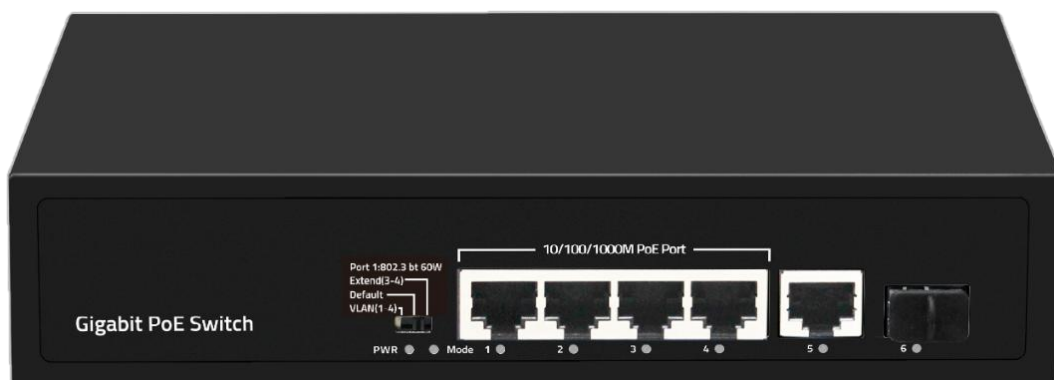 10/100/1000M PoE Port
Port 1:802.3 bt 60W
Extend(3-4)
Default
VLAN(1-4)
Gigabit PoE Switch
PWR Mode 1 2 3 4 5 6